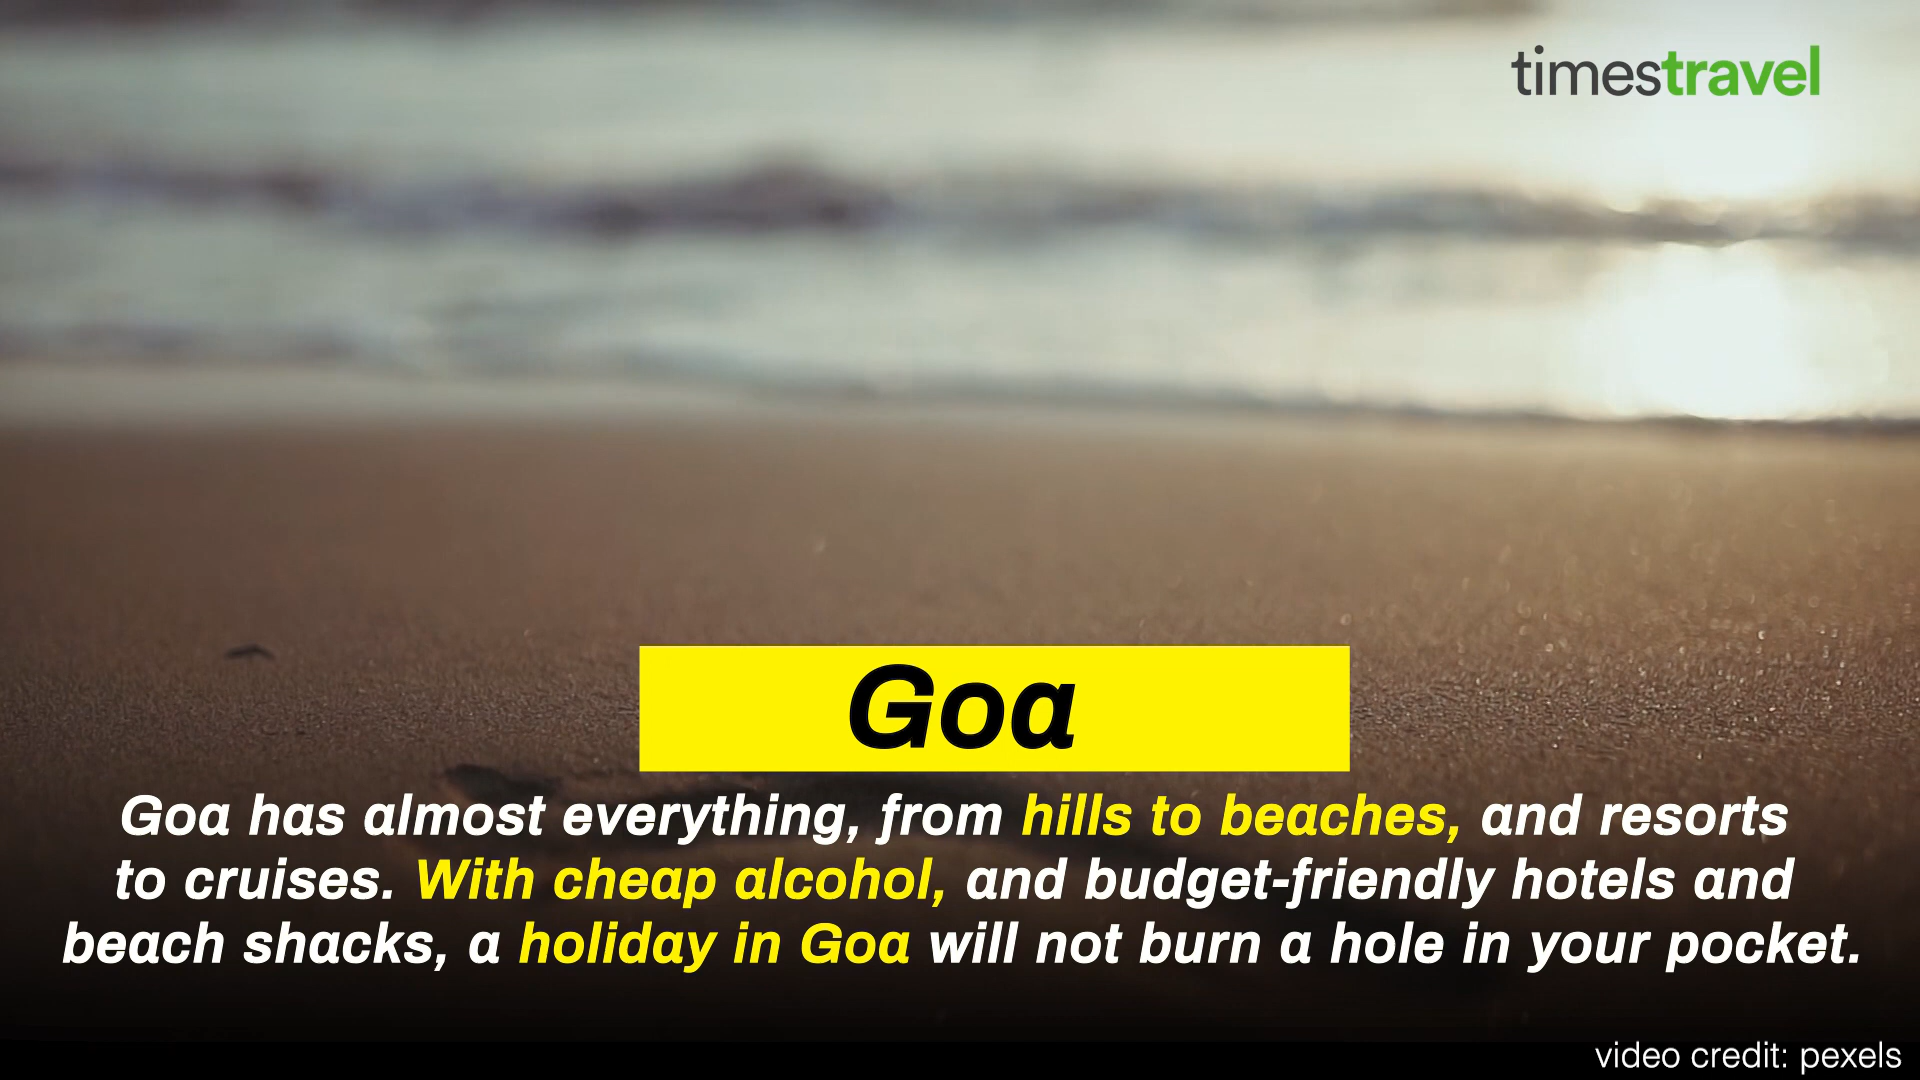 timestravel
Goa
Goa has almost everything, from hills to beaches, and resorts
to cruises. With cheap alcohol, and budget-friendly hotels and
beach shacks, a holiday in Goa will not burn a hole in your pocket.
video credit: pexels